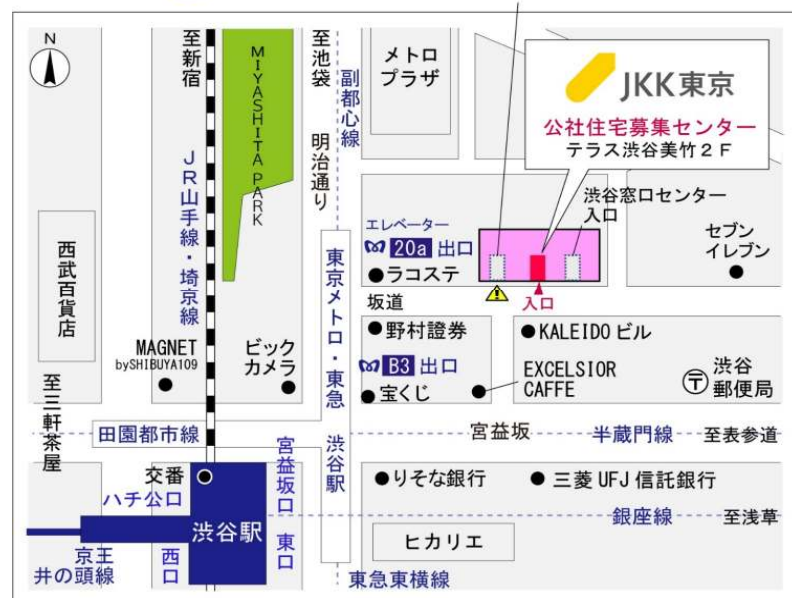 N
至新宿
MIYASHITA PARK
至池袋
明治通り
副都心線
メトロ
プラザ
JKK東京
公社住宅募集センター
テラス渋谷美竹２Ｆ
渋谷窓口センター
入口
セブン
イレブン
JR山手線・埼京線
西武百貨店
エレベーター
20a 出口
ラコステ
坂道
入口
東京メトロ・東急 渋谷駅
野村證券
KALEIDO ビル
MAGNET
bySHIBUYA109
ビック
カメラ
B3 出口
宝くじ
EXCELSIOR
CAFFE
〒
渋谷
郵便局
至三軒茶屋
田園都市線
宮益坂
半蔵門線
至表参道
交番
ハチ公口
宮益坂口
りそな銀行
三菱 UFJ 信託銀行
渋谷駅
銀座線
至浅草
京王
井の頭線
西口
東口
ヒカリエ
東急東横線